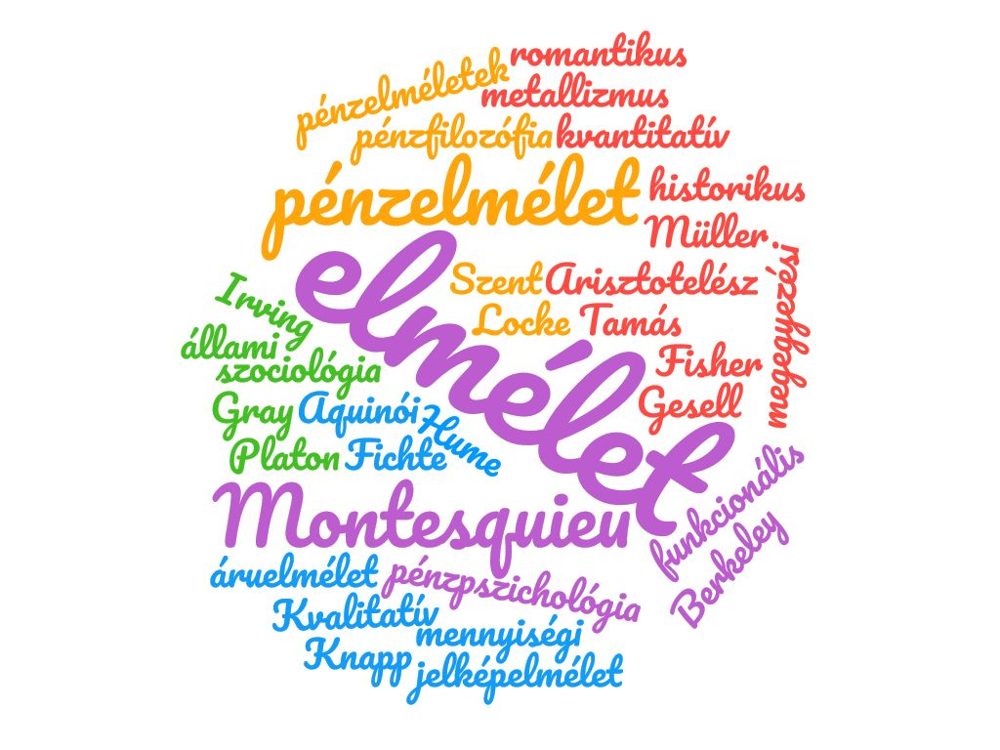 romantikus
pénzelméletek
metallizmus
pénzfilozófia
kvantitatív
pénzelmélet
historikus
Müller
elmélet
Szent
Arisztotelész
megegyezési
Irving
Locke
Tamás
állami
szociológia
Fisher
Gray
Aquinói
Hume
Gesell
Platon
Fichte
Montesquieu
funkcionális
Berkeley
áruelmélet
pénzpszichológia
Kvalitatív
mennyiségi
Knapp
jelképelmélet